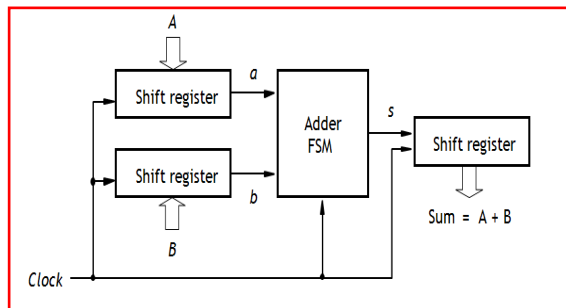 A
a
Shift register
s
Adder
FSM
Shift register
Shift register
b
Sum = A + B
B
Clock